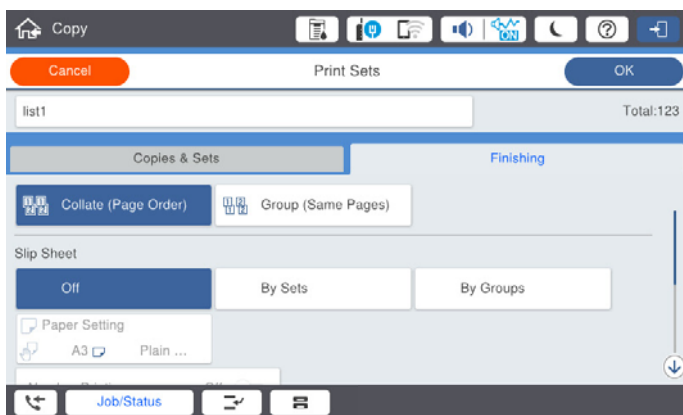 Copy
ON
Cancel
Print Sets
OK
list1
Total:123
Copies & Sets
Finishing
Collate (Page Order)
Group (Same Pages)
Slip Sheet
Off
By Sets
By Groups
Paper Setting
A3
Plain ...
Job/Status